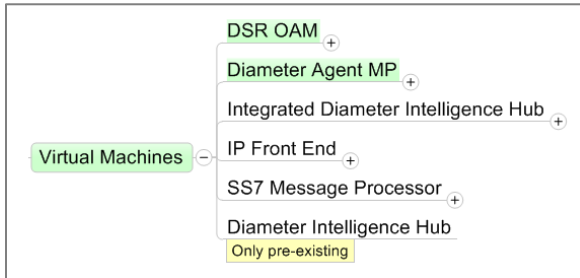 DSR OAM
Diameter Agent MP
Integrated Diameter Intelligence Hub
IP Front End
Virtual Machines
SS7 Message Processor
Diameter Intelligence Hub
Only pre-existing